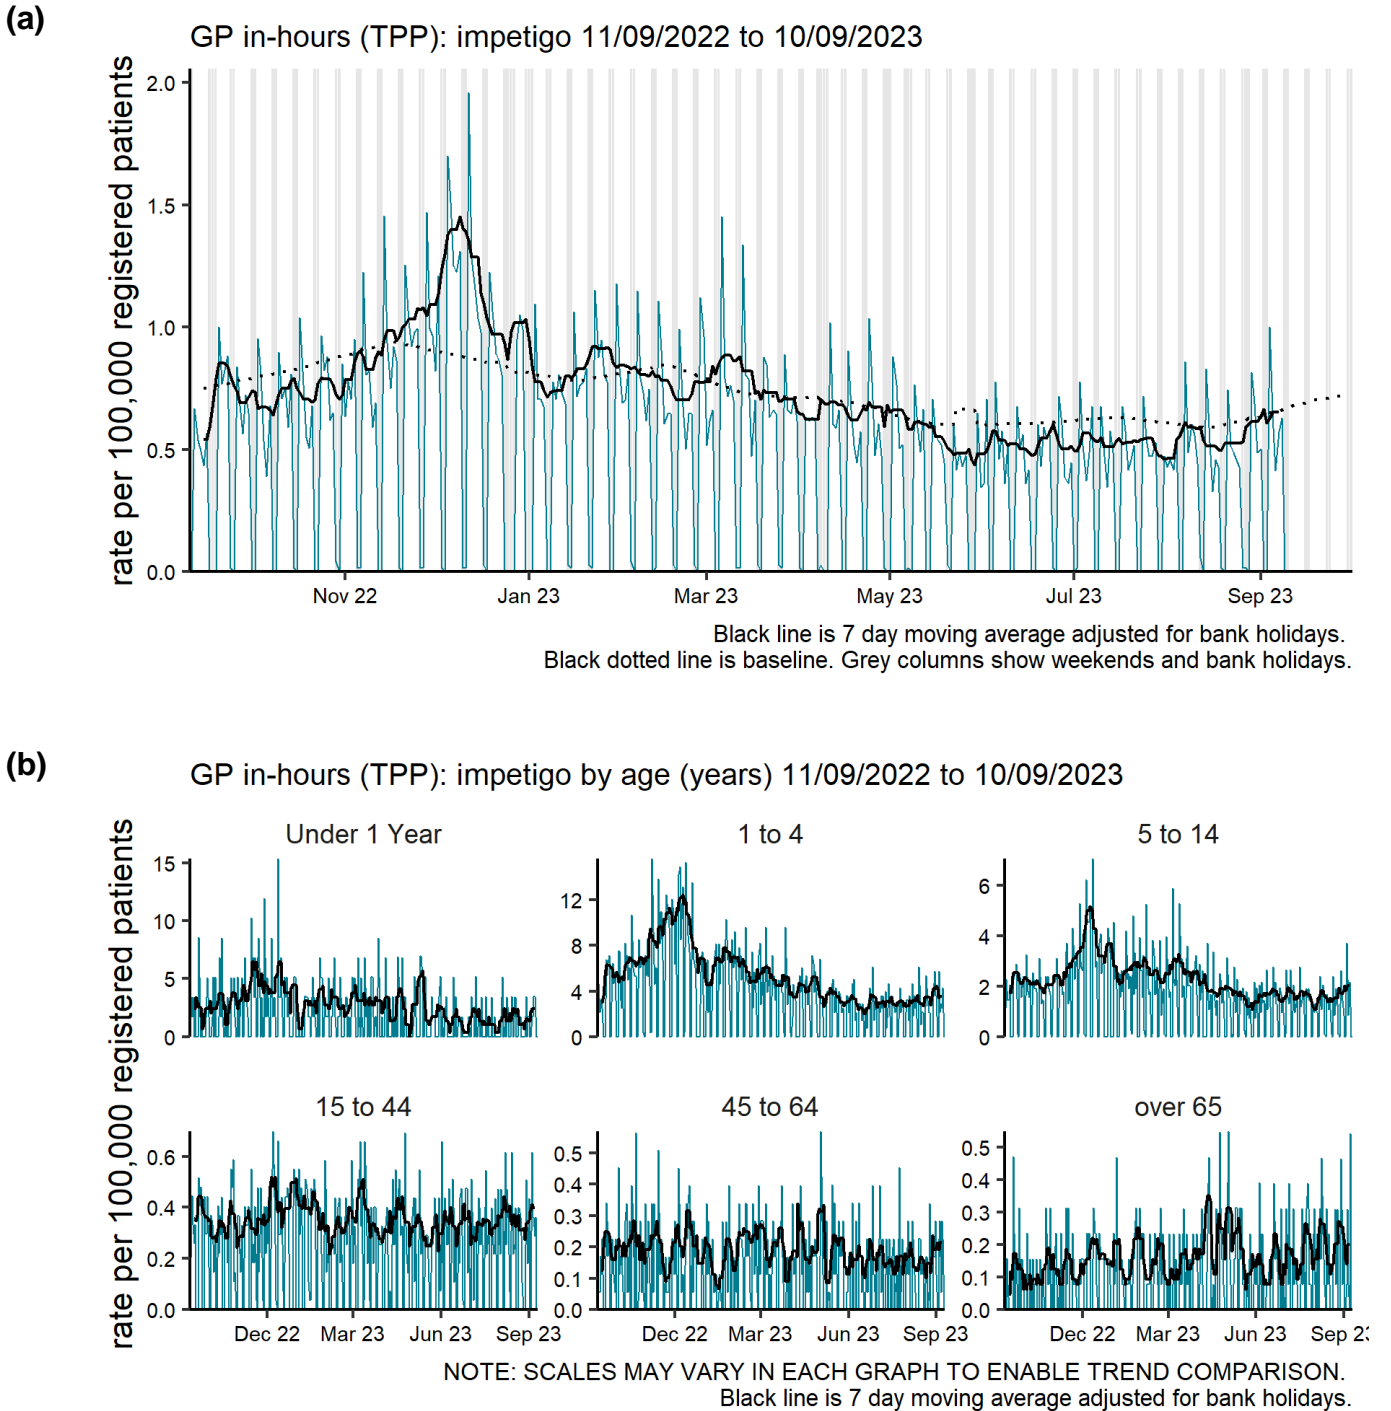 (a)
GP in-hours (TPP): impetigo 11/09/2022 to 10/09/2023
rate per 100,000 registered patients
2.0
1.5
1.0
0.5
0.0
Nov 22 Jan 23 Mar 23 May 23 Jul 23 Sep 23
Black line is 7 day moving average adjusted for bank holidays.
Black dotted line is baseline. Grey columns show weekends and bank holidays.
(b)
GP in-hours (TPP): impetigo by age (years) 11/09/2022 to 10/09/2023
rate per 100,000 registered patients
Under 1 Year
15
10
5
0
1 to 4
12
8
4
0
5 to 14
6
4
2
0
rate per 100,000 registered patients
15 to 44
0.6
0.4
0.2
0.0
45 to 64
0.5
0.4
0.3
0.2
0.1
0.0
over 65
0.5
0.4
0.3
0.2
0.1
0.0
Dec 22 Mar 23 Jun 23 Sep 23
Dec 22 Mar 23 Jun 23 Sep 23
Dec 22 Mar 23 Jun 23 Sep 23
NOTE: SCALES MAY VARY IN EACH GRAPH TO ENABLE TREND COMPARISON.
Black line is 7 day moving average adjusted for bank holidays.